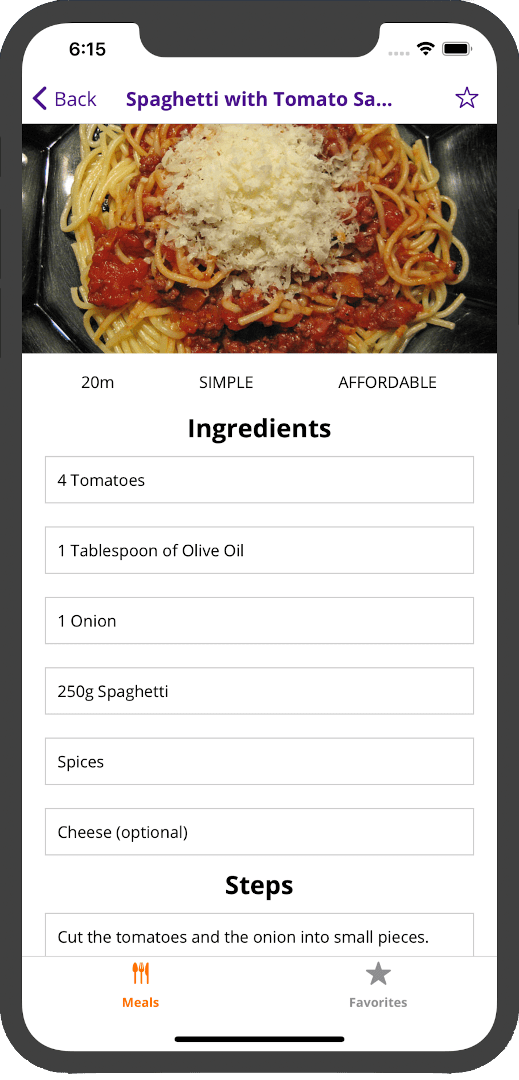 6:15
Back
Spaghetti with Tomato Sa...
20m SIMPLE AFFORDABLE
Ingredients
4 Tomatoes
1 Tablespoon of Olive Oil
1 Onion
250g Spaghetti
Spices
Cheese (optional)
Steps
Cut the tomatoes and the onion into small pieces.
Meals Favorites